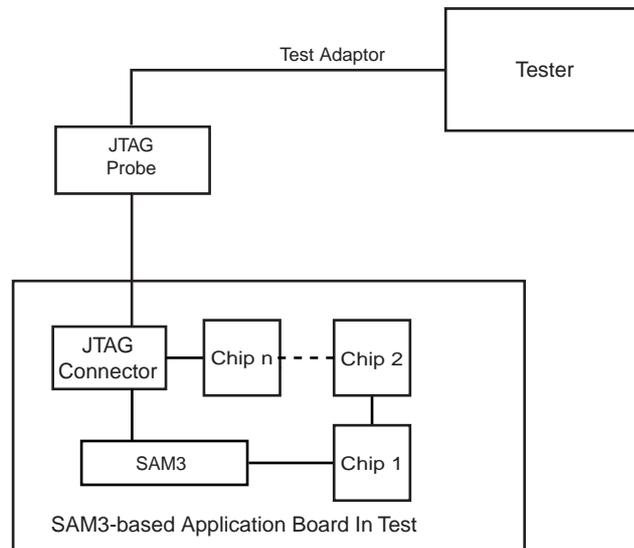 Test Adaptor
Tester
JTAG
Probe
JTAG
Connector
Chip n
Chip 2
SAM3
Chip 1
SAM3-based Application Board In Test